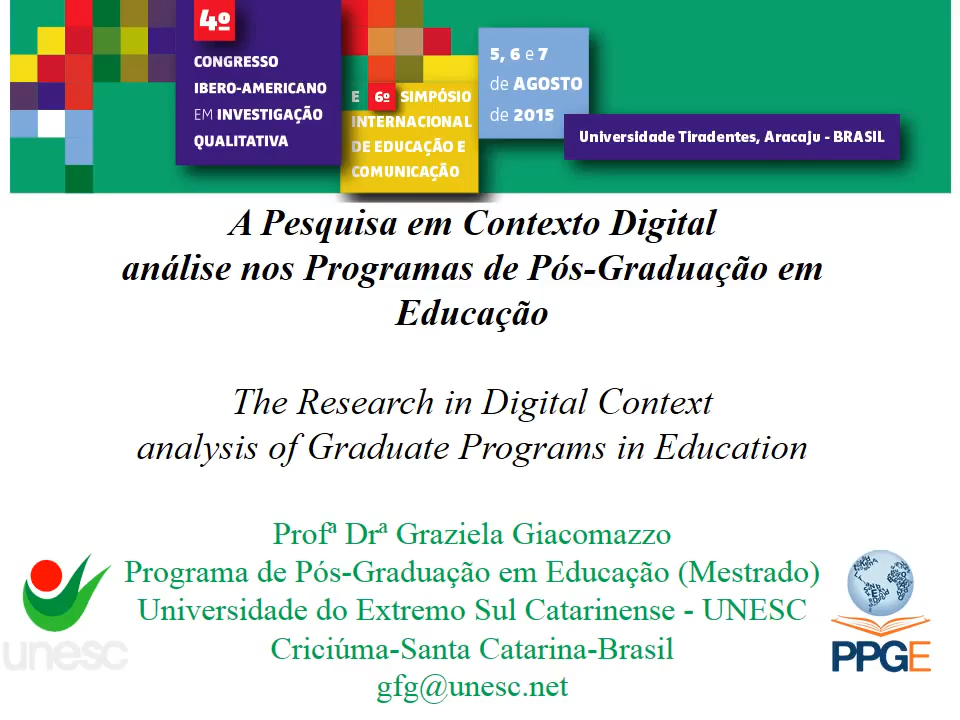 4º
CONGRESSO
IBERO-AMERICANO
EM INVESTIGAÇÃO
QUALITATIVA
E 6º SIMPÓSIO
INTERNACIONAL
DE EDUCAÇÃO E
COMUNICAÇÃO
5, 6 e 7
de AGOSTO
de 2015
Universidade Tiradentes, Aracaju - BRASIL
A Pesquisa em Contexto Digital
análise nos Programas de Pós-Graduação em
Educação
The Research in Digital Context
analysis of Graduate Programs in Education
Profª Drª Graziela Giacomazzo
Programa de Pós-Graduação em Educação (Mestrado)
Universidade do Extremo Sul Catarinense - UNESC
Criciúma-Santa Catarina-Brasil
gfg@unesc.net
unesc
PPGE